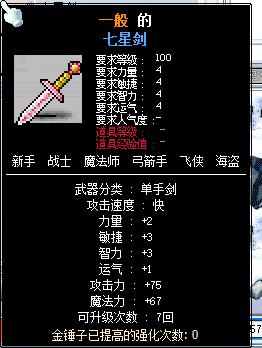 一般 的
七星剑
要求等级： 100
要求力量： 4
要求敏捷： 4
要求智力： 4
要求运气： 4
要求人气度： -
道具等级： -
道具经验值： -
新手 战士 魔法师 弓箭手 飞侠 海盗
武器分类 : 单手剑
攻击速度 : 快
力量 : +2
敏捷 : +3
智力 : +3
运气 : +1
攻击力 : +75
魔法力 : +67
可升级次数 : 7回
金锤子已提高的强化次数: 0